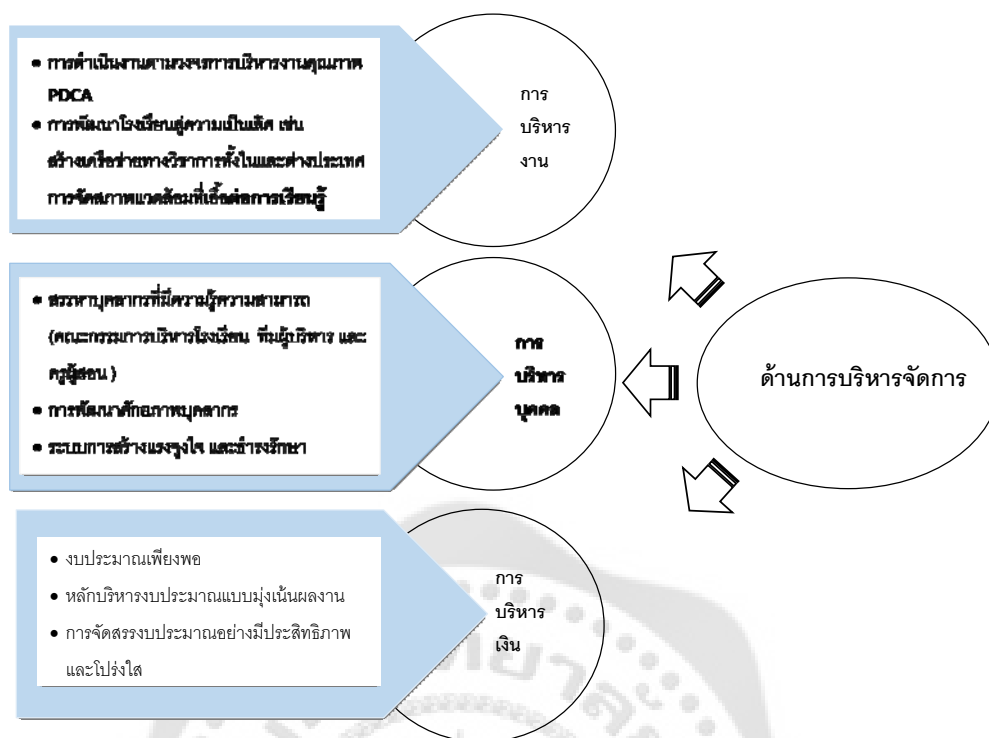 ● การดำเนินงานตามวงจรการบริหารงานคุณภาพ
PDCA
● การพัฒนาโรงเรียนสู่ความเป็นเลิศ เช่น
สร้างเครือข่ายทางวิชาการทั้งในและต่างประเทศ
การจัดสภาพแวดล้อมที่เอื้อต่อการเรียนรู้
การ
บริหาร
งาน
● สรรหาบุคลากรที่มีความรู้ความสามารถ
(คณะกรรมการบริหารโรงเรียน ทีมผู้บริหาร และ
ครูผู้สอน )
● การพัฒนาศักยภาพบุคลากร
● ระบบการสร้างแรงจูงใจ และธำรงรักษา
การ
บริหาร
บุคคล
ด้านการบริหารจัดการ
● งบประมาณเพียงพอ
● หลักบริหารงบประมาณแบบมุ่งเน้นผลงาน
● การจัดสรรงบประมาณอย่างมีประสิทธิภาพ
และโปร่งใส
การ
บริหาร
เงิน